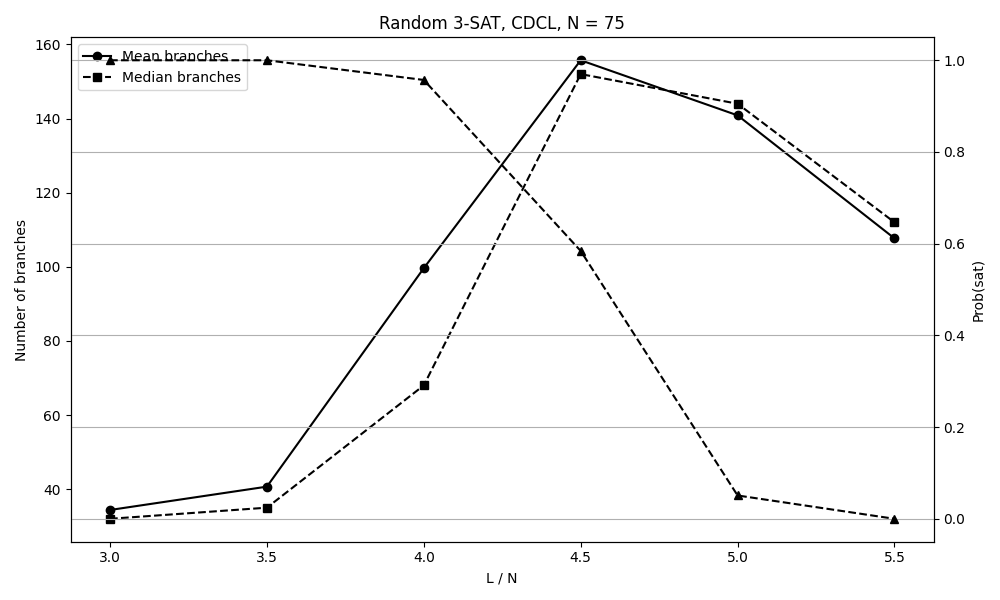 Random 3-SAT, CDCL, N = 75
Mean branches
Median branches
160
140
120
100
80
60
40
Number of branches
1.0
0.8
0.6
0.4
0.2
0.0
Prob(sat)
3.0 3.5 4.0 4.5 5.0 5.5
L / N